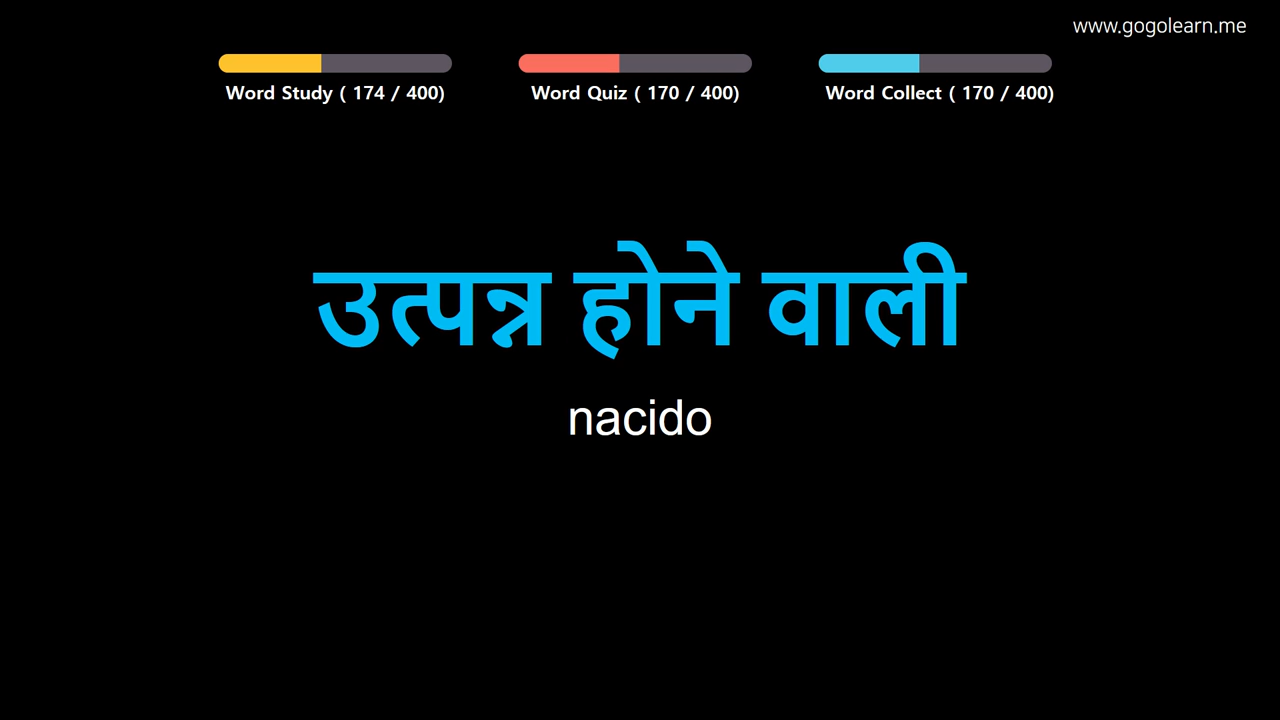 www.gogolearn.me
Word Study ( 174 / 400)
Word Quiz ( 170 / 400)
Word Collect ( 170 / 400)
उत्पन्न होने वाली
nacido